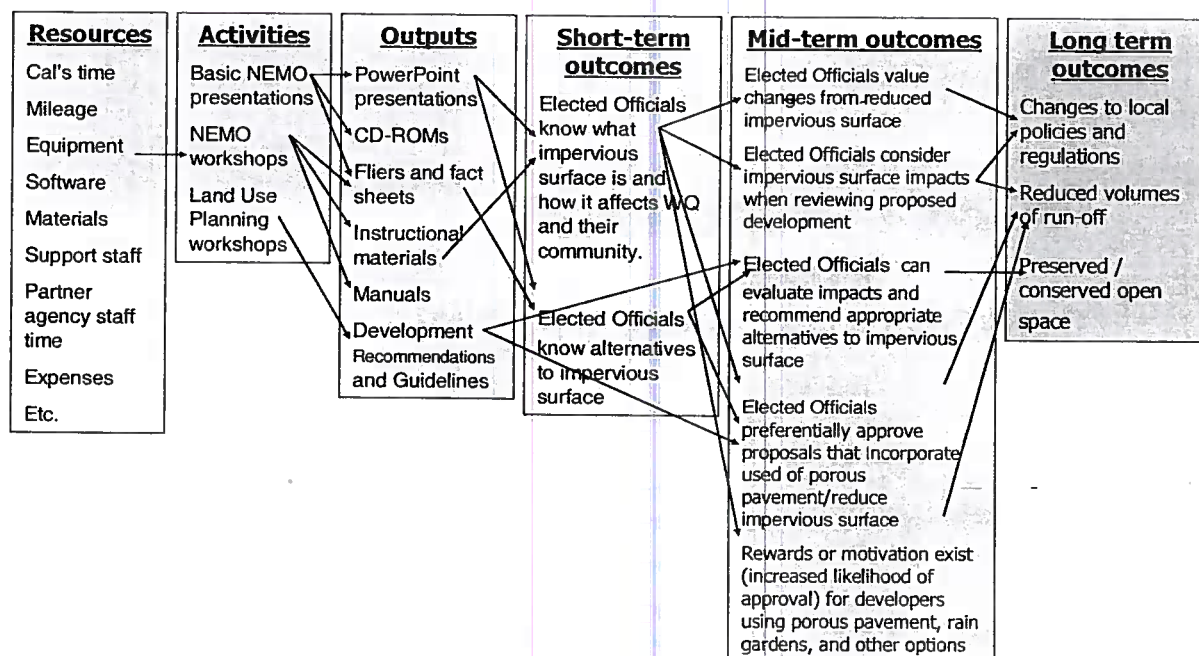 Resources
Cal's time
Mileage
Equipment
Software
Materials
Support staff
Partner
agency staff
time
Expenses
Etc.
Activities
Basic NEMO
presentations
NEMO
workshops
Land Use
Planning
workshops
Outputs
PowerPoint
presentations
CD-ROMs
Fliers and fact
sheets
Instructional
materials
Manuals
Development
Recommendations
and Guidelines
Short-term
outcomes
Elected Officials
know what
impervious
surface is and
how it affects WQ
and their
community.
Elected Officials
know alternatives
to impervious
surface
Mid-term outcomes
Elected Officials value
changes from reduced
impervious surface
Elected Officials consider
impervious surface impacts
when reviewing proposed
development
Elected Officials can
evaluate impacts and
recommend appropriate
alternatives to impervious
surface
Elected Officials
preferentially approve
proposals that incorporate
used of porous
pavement/reduce
impervious surface
Rewards or motivation exist
(increased likelihood of
approval) for developers
using porous pavement, rain
gardens, and other options
Long term
outcomes
Changes to local
policies and
regulations
Reduced volumes
of run-off
Preserved /
conserved open
space